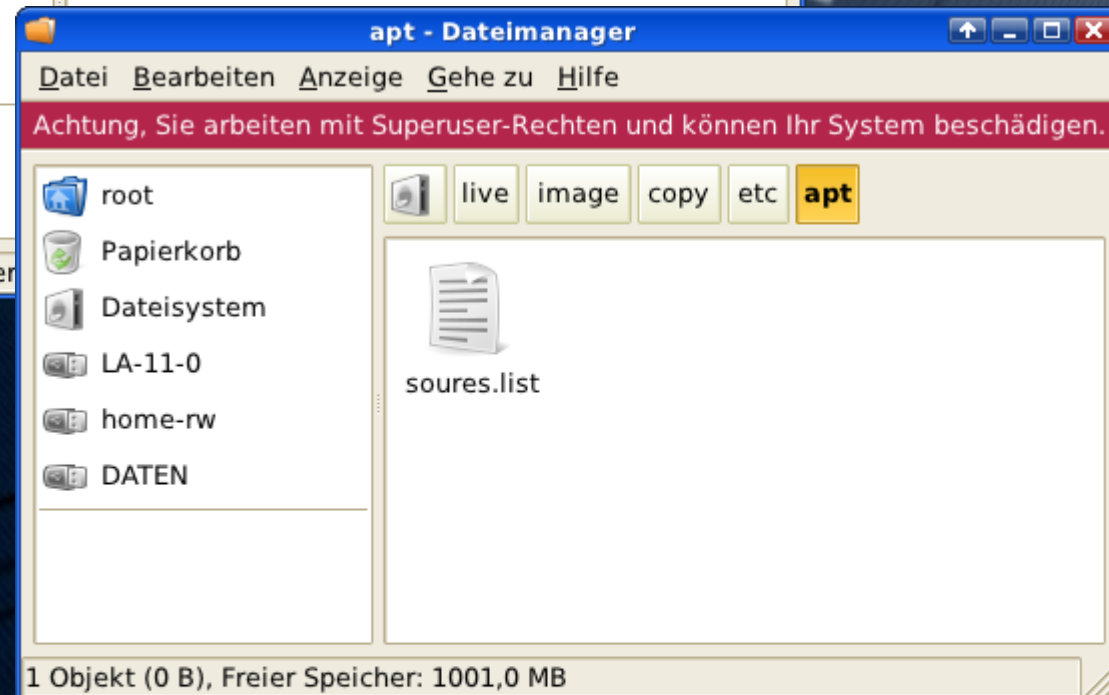 apt - Dateimanager
Datei Bearbeiten Anzeige Gehe zu Hilfe
Achtung, Sie arbeiten mit Superuser-Rechten und können Ihr System beschädigen.
root
Papierkorb
Dateisystem
LA-11-0
home-rw
DATEN
live image copy etc apt
soures.list
1 Objekt (0 B), Freier Speicher: 1001,0 MB